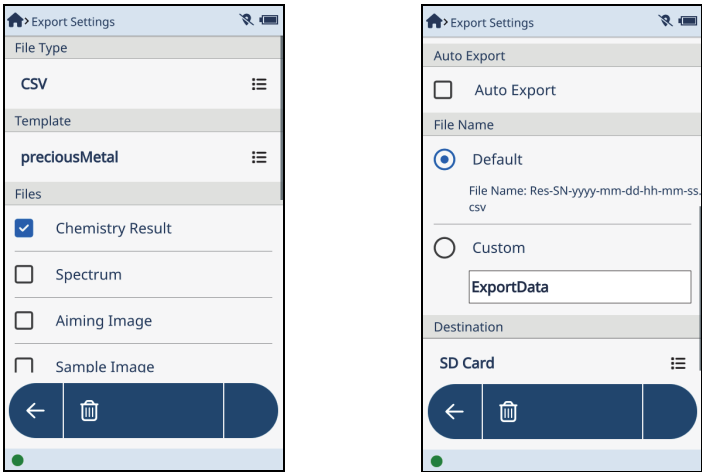 Export Settings
File Type
CSV
Template
preciousMetal
Files
Chemistry Result
Spectrum
Aiming Image
Sample Image
Export Settings
Auto Export
Auto Export
File Name
Default
File Name: Res-SN-yyyy-mm-dd-hh-mm-ss.
csv
Custom
ExportData
Destination
SD Card